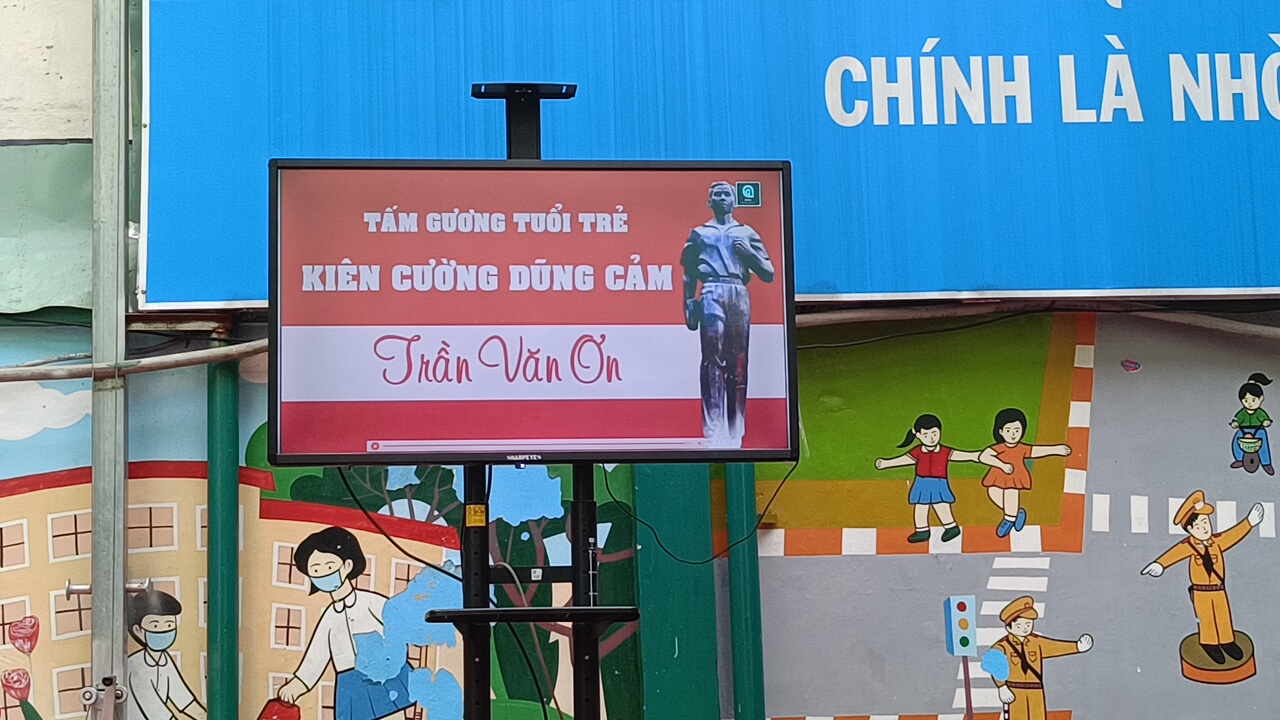 CHÍNH LÀ NHỜ
TẤM GƯƠNG TUỔI TRẺ
KIÊN CƯỜNG DŨNG CẢM
Trần Văn Ơn